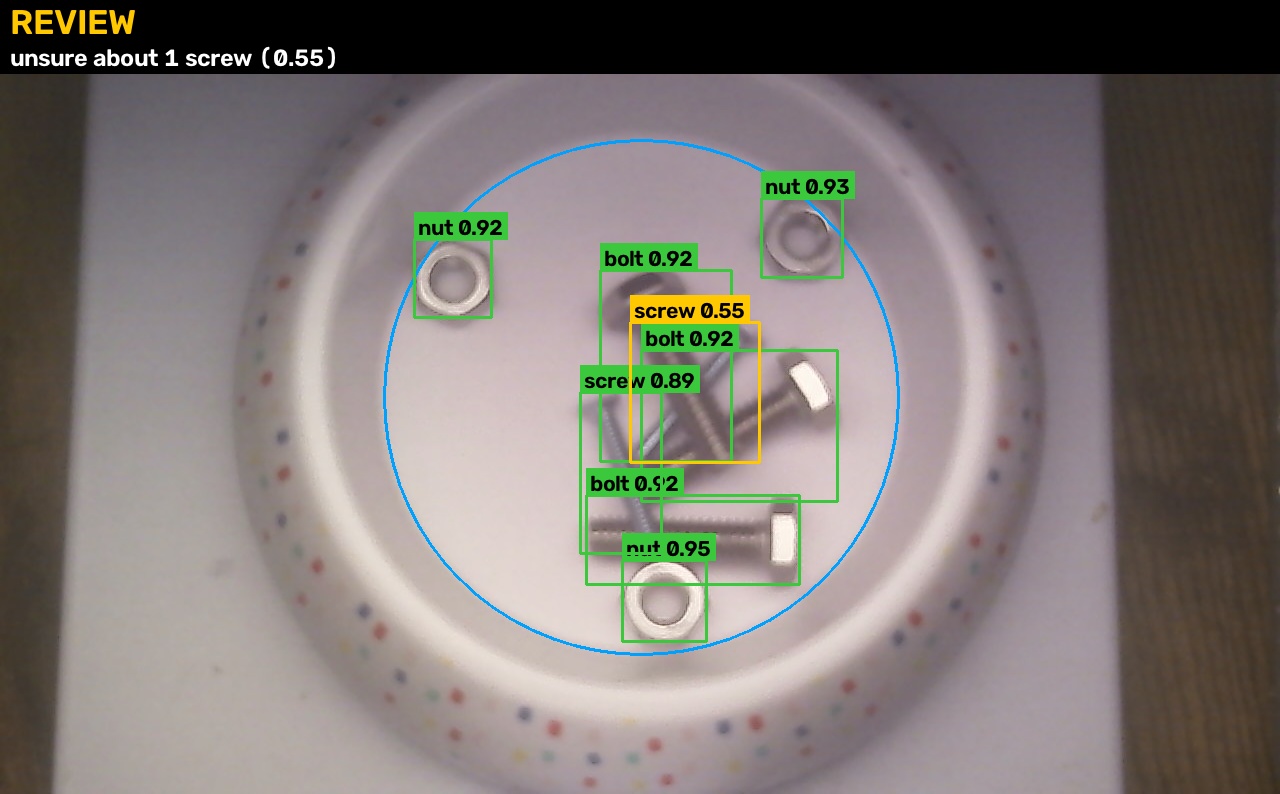 REVIEW
unsure about 1 screw (0.55)
nut 0.93
nut 0.92
bolt 0.92
screw 0.55
bolt 0.92
screw 0.89
bolt 0.92
nut 0.95